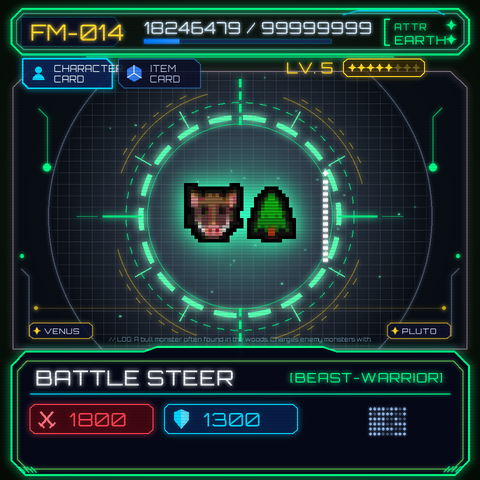 FM-014
18246479 / 99999999
ATTR
EARTH
CHARACTER
CARD
ITEM
CARD
LV.5
VENUS
PLUTO
// LOG: A bull monster often found in the woods. Charges enemy monsters with
BATTLE STEER
[BEAST-WARRIOR]
1800
1300